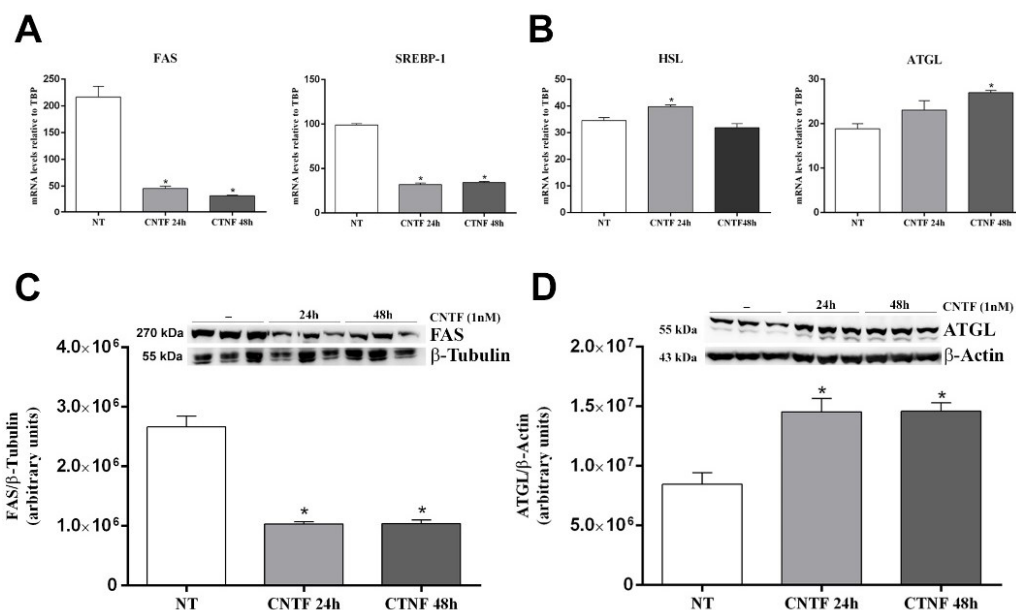 A
FAS
mRNA levels relative to TBP
250
200
150
100
50
0
NT
CNTF 24h
CTNF 48h
*
*
SREBP-1
mRNA levels relative to TBP
150
100
50
0
NT
CNTF 24h
CTNF 48h
*
*
B
HSL
mRNA levels relative to TBP
50
40
30
20
10
0
NT
CNTF 24h
CNTF48h
*
ATGL
mRNA levels relative to TBP
30
20
10
0
NT
CNTF 24h
CTNF 48h
*
C
– 24h 48h CNTF (1nM)
270 kDa FAS
55 kDa β-Tubulin
FAS/β-Tubulin
(arbitrary units)
4.0×10⁶
3.0×10⁶
2.0×10⁶
1.0×10⁶
0
NT
CNTF 24h
CTNF 48h
*
*
D
– 24h 48h CNTF (1nM)
55 kDa ATGL
43 kDa β-Actin
ATGL/β-Actin
(arbitrary units)
2.0×10⁷
1.5×10⁷
1.0×10⁷
5.0×10⁶
0
NT
CNTF 24h
CTNF 48h
*
*